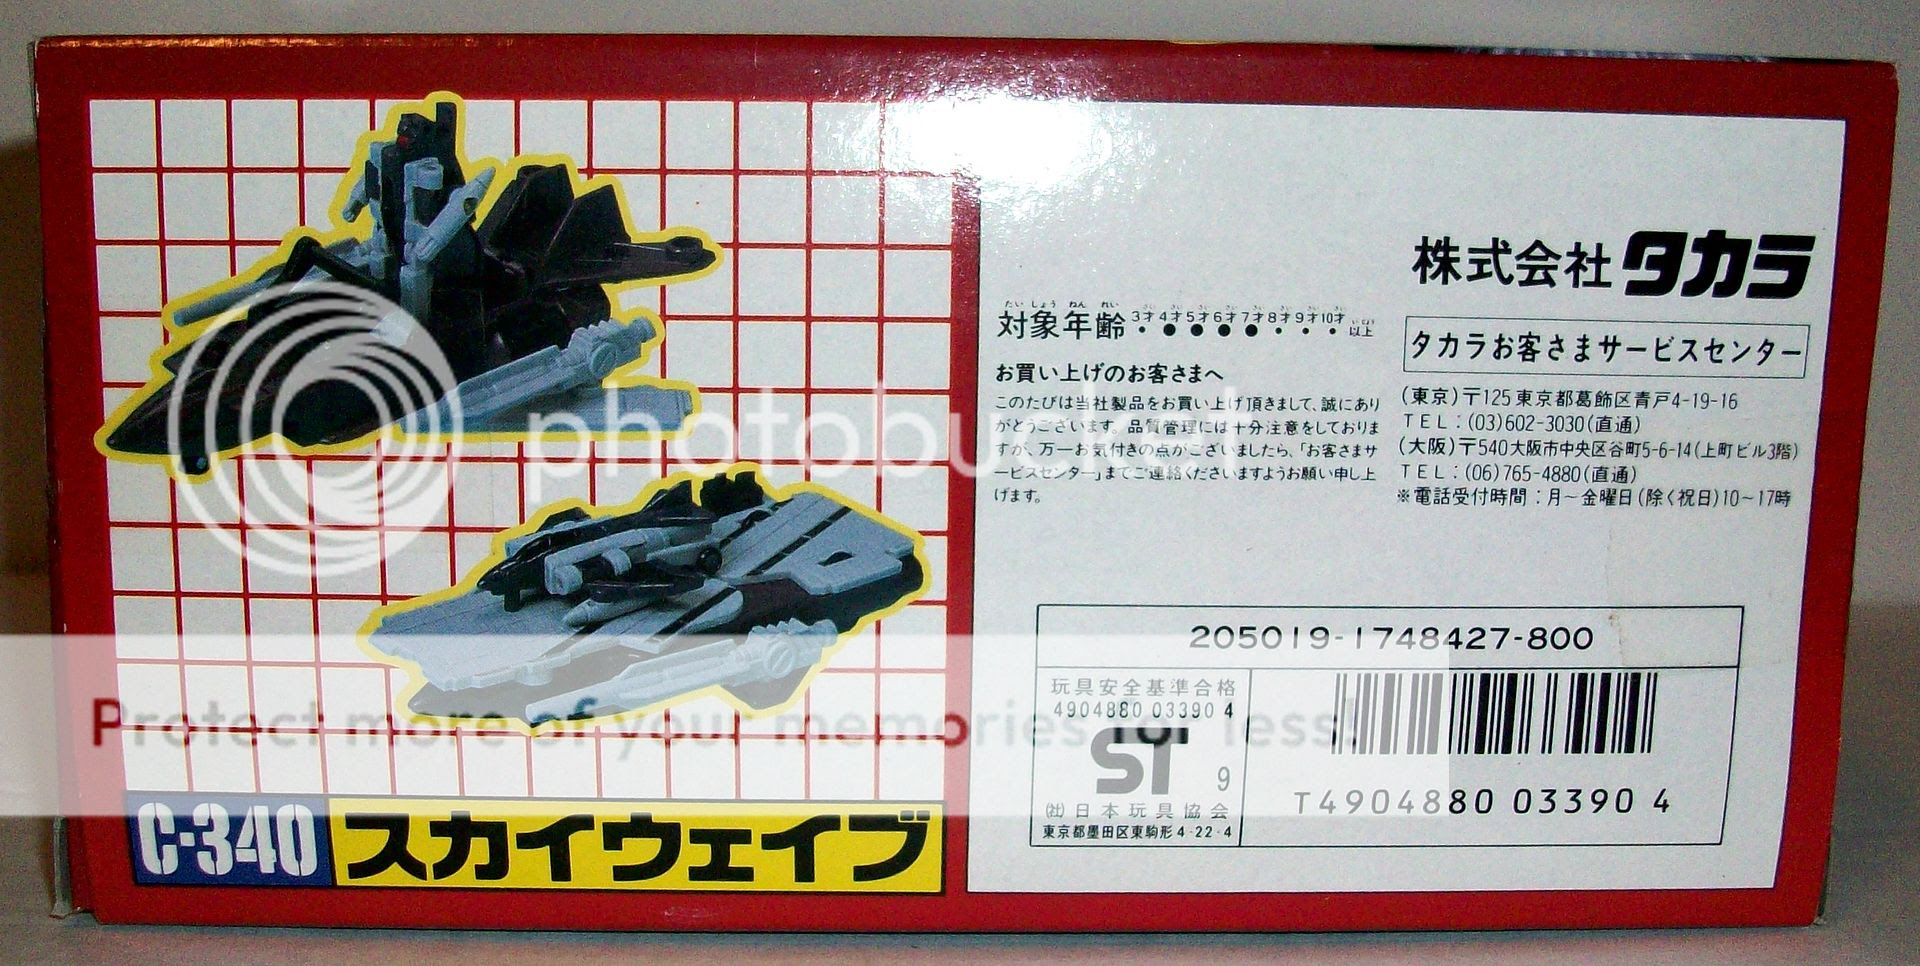 C-340 スカイウェイブ
たいしょうねんれい
対象年齢 3才 4才 5才 6才 7才 8才 9才 10才 以上
お買い上げのお客さまへ
このたびは当社製品をお買い上げ頂きまして、誠にあり
がとうございます。品質管理には十分注意をしておりま
すが、万一お気付きの点がございましたら、「お客さまサ
ービスセンター」までご連絡くださいますようお願い申し上
げます。
株式会社タカラ
タカラお客さまサービスセンター
(東京)〒125 東京都葛飾区青戸4-19-16
TEL:(03)602-3030(直通)
(大阪)〒540 大阪市中央区谷町5-6-14(上町ビル3階)
TEL:(06)765-4880(直通)
※電話受付時間:月~金曜日(除く祝日)10~17時
205019-1748427-800
玩具安全基準合格
4904880 03390 4
ST 9
(社)日本玩具協会
東京都墨田区東駒形4-22-4
T4904880 03390 4
photobucket
Protect more of your memories for less!